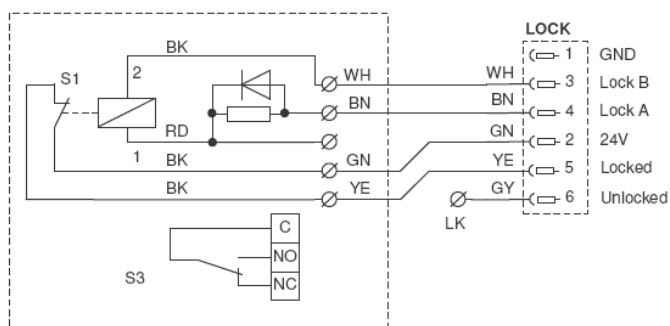 LOCK
1 GND
BK
S1
2
WH WH 3 Lock B
BN BN 4 Lock A
RD
GN 2 24V
1
BK GN YE 5 Locked
BK YE GY 6 Unlocked
LK
C
NO
S3
NC